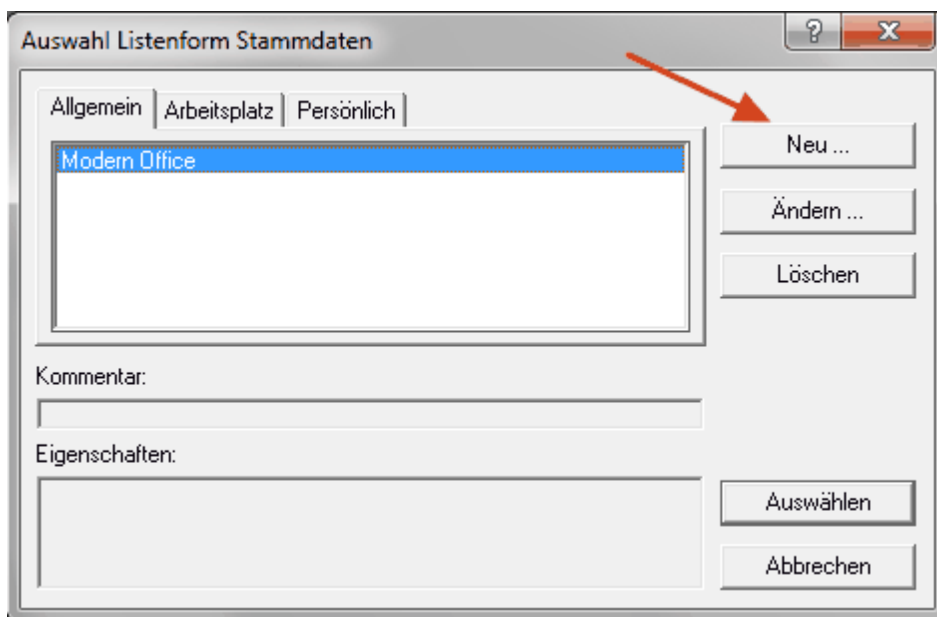 Auswahl Listenform Stammdaten
Allgemein Arbeitsplatz Persönlich
Modern Office
Neu ...
Ändern ...
Löschen
Kommentar:
Eigenschaften:
Auswählen
Abbrechen